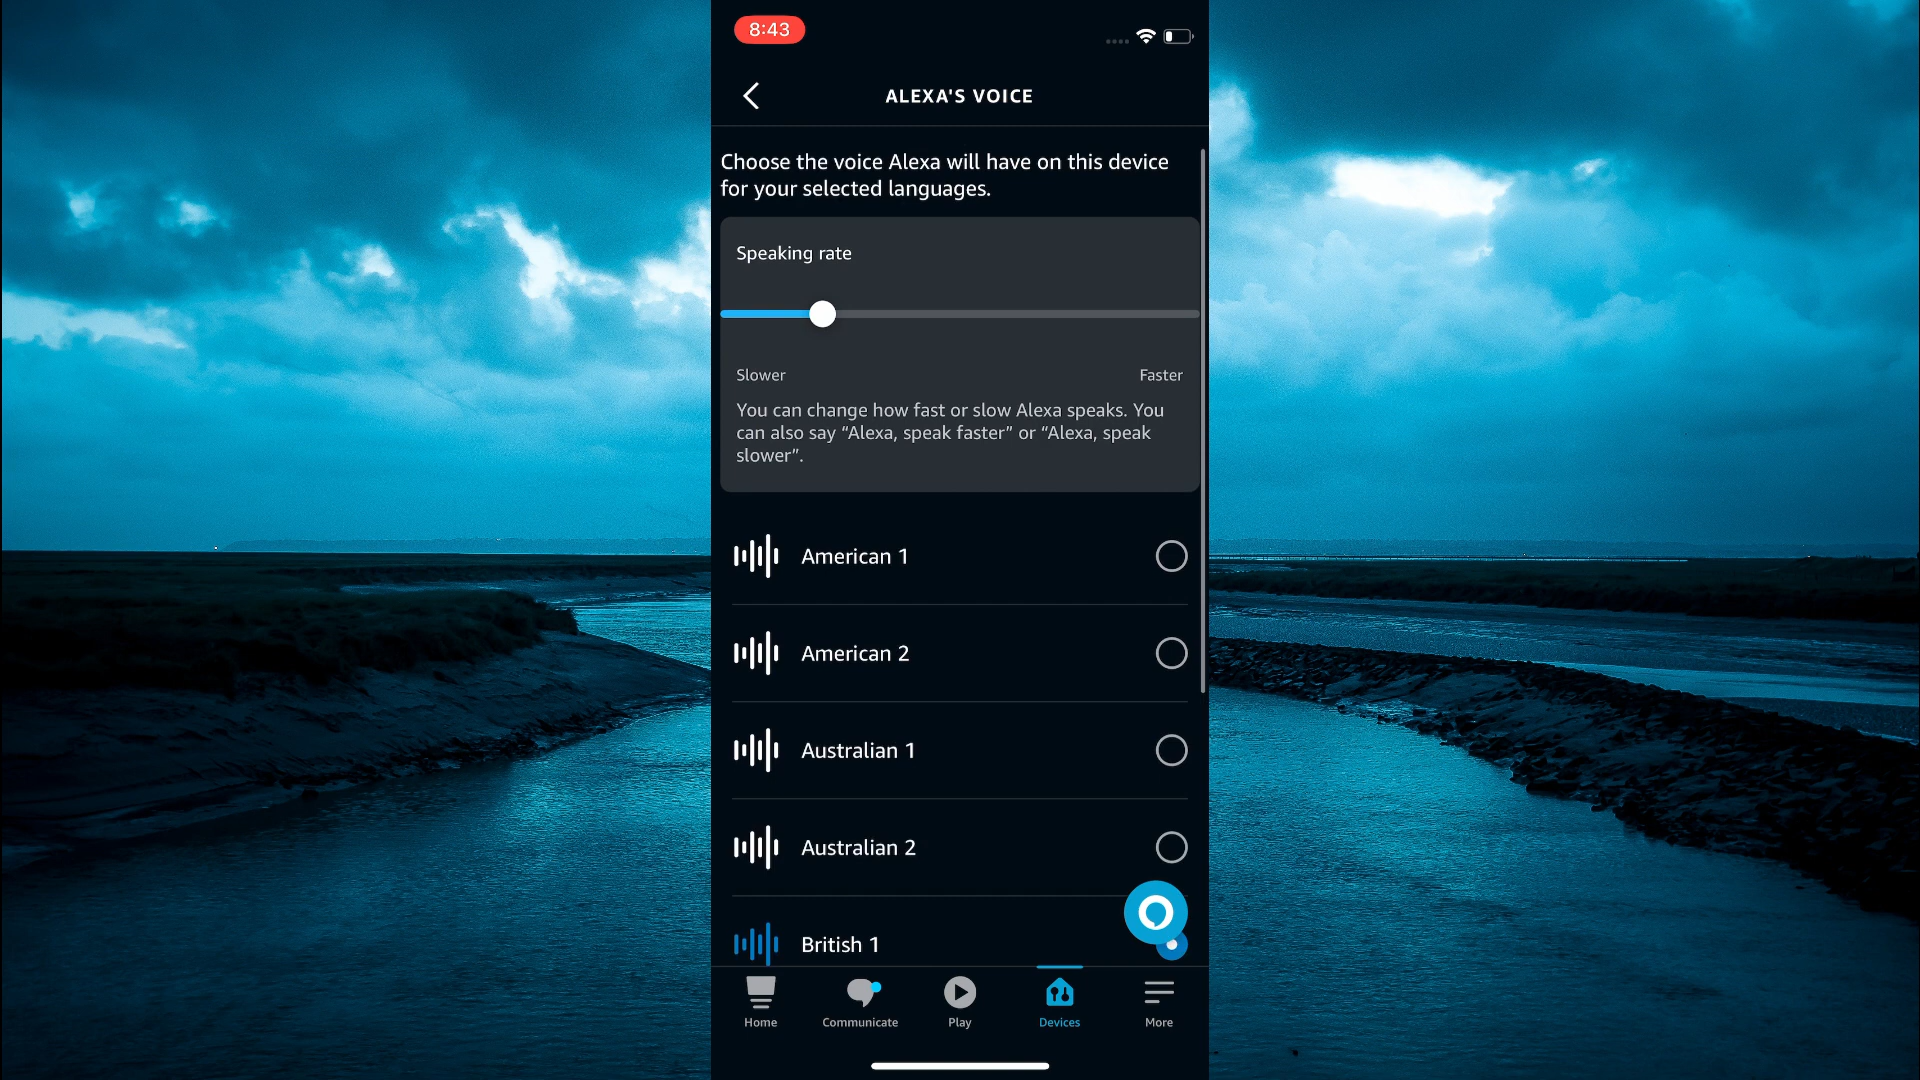 8:43
ALEXA'S VOICE
Choose the voice Alexa will have on this device
for your selected languages.
Speaking rate
Slower Faster
You can change how fast or slow Alexa speaks. You
can also say “Alexa, speak faster” or “Alexa, speak
slower”.
American 1
American 2
Australian 1
Australian 2
British 1
Home Communicate Play Devices More